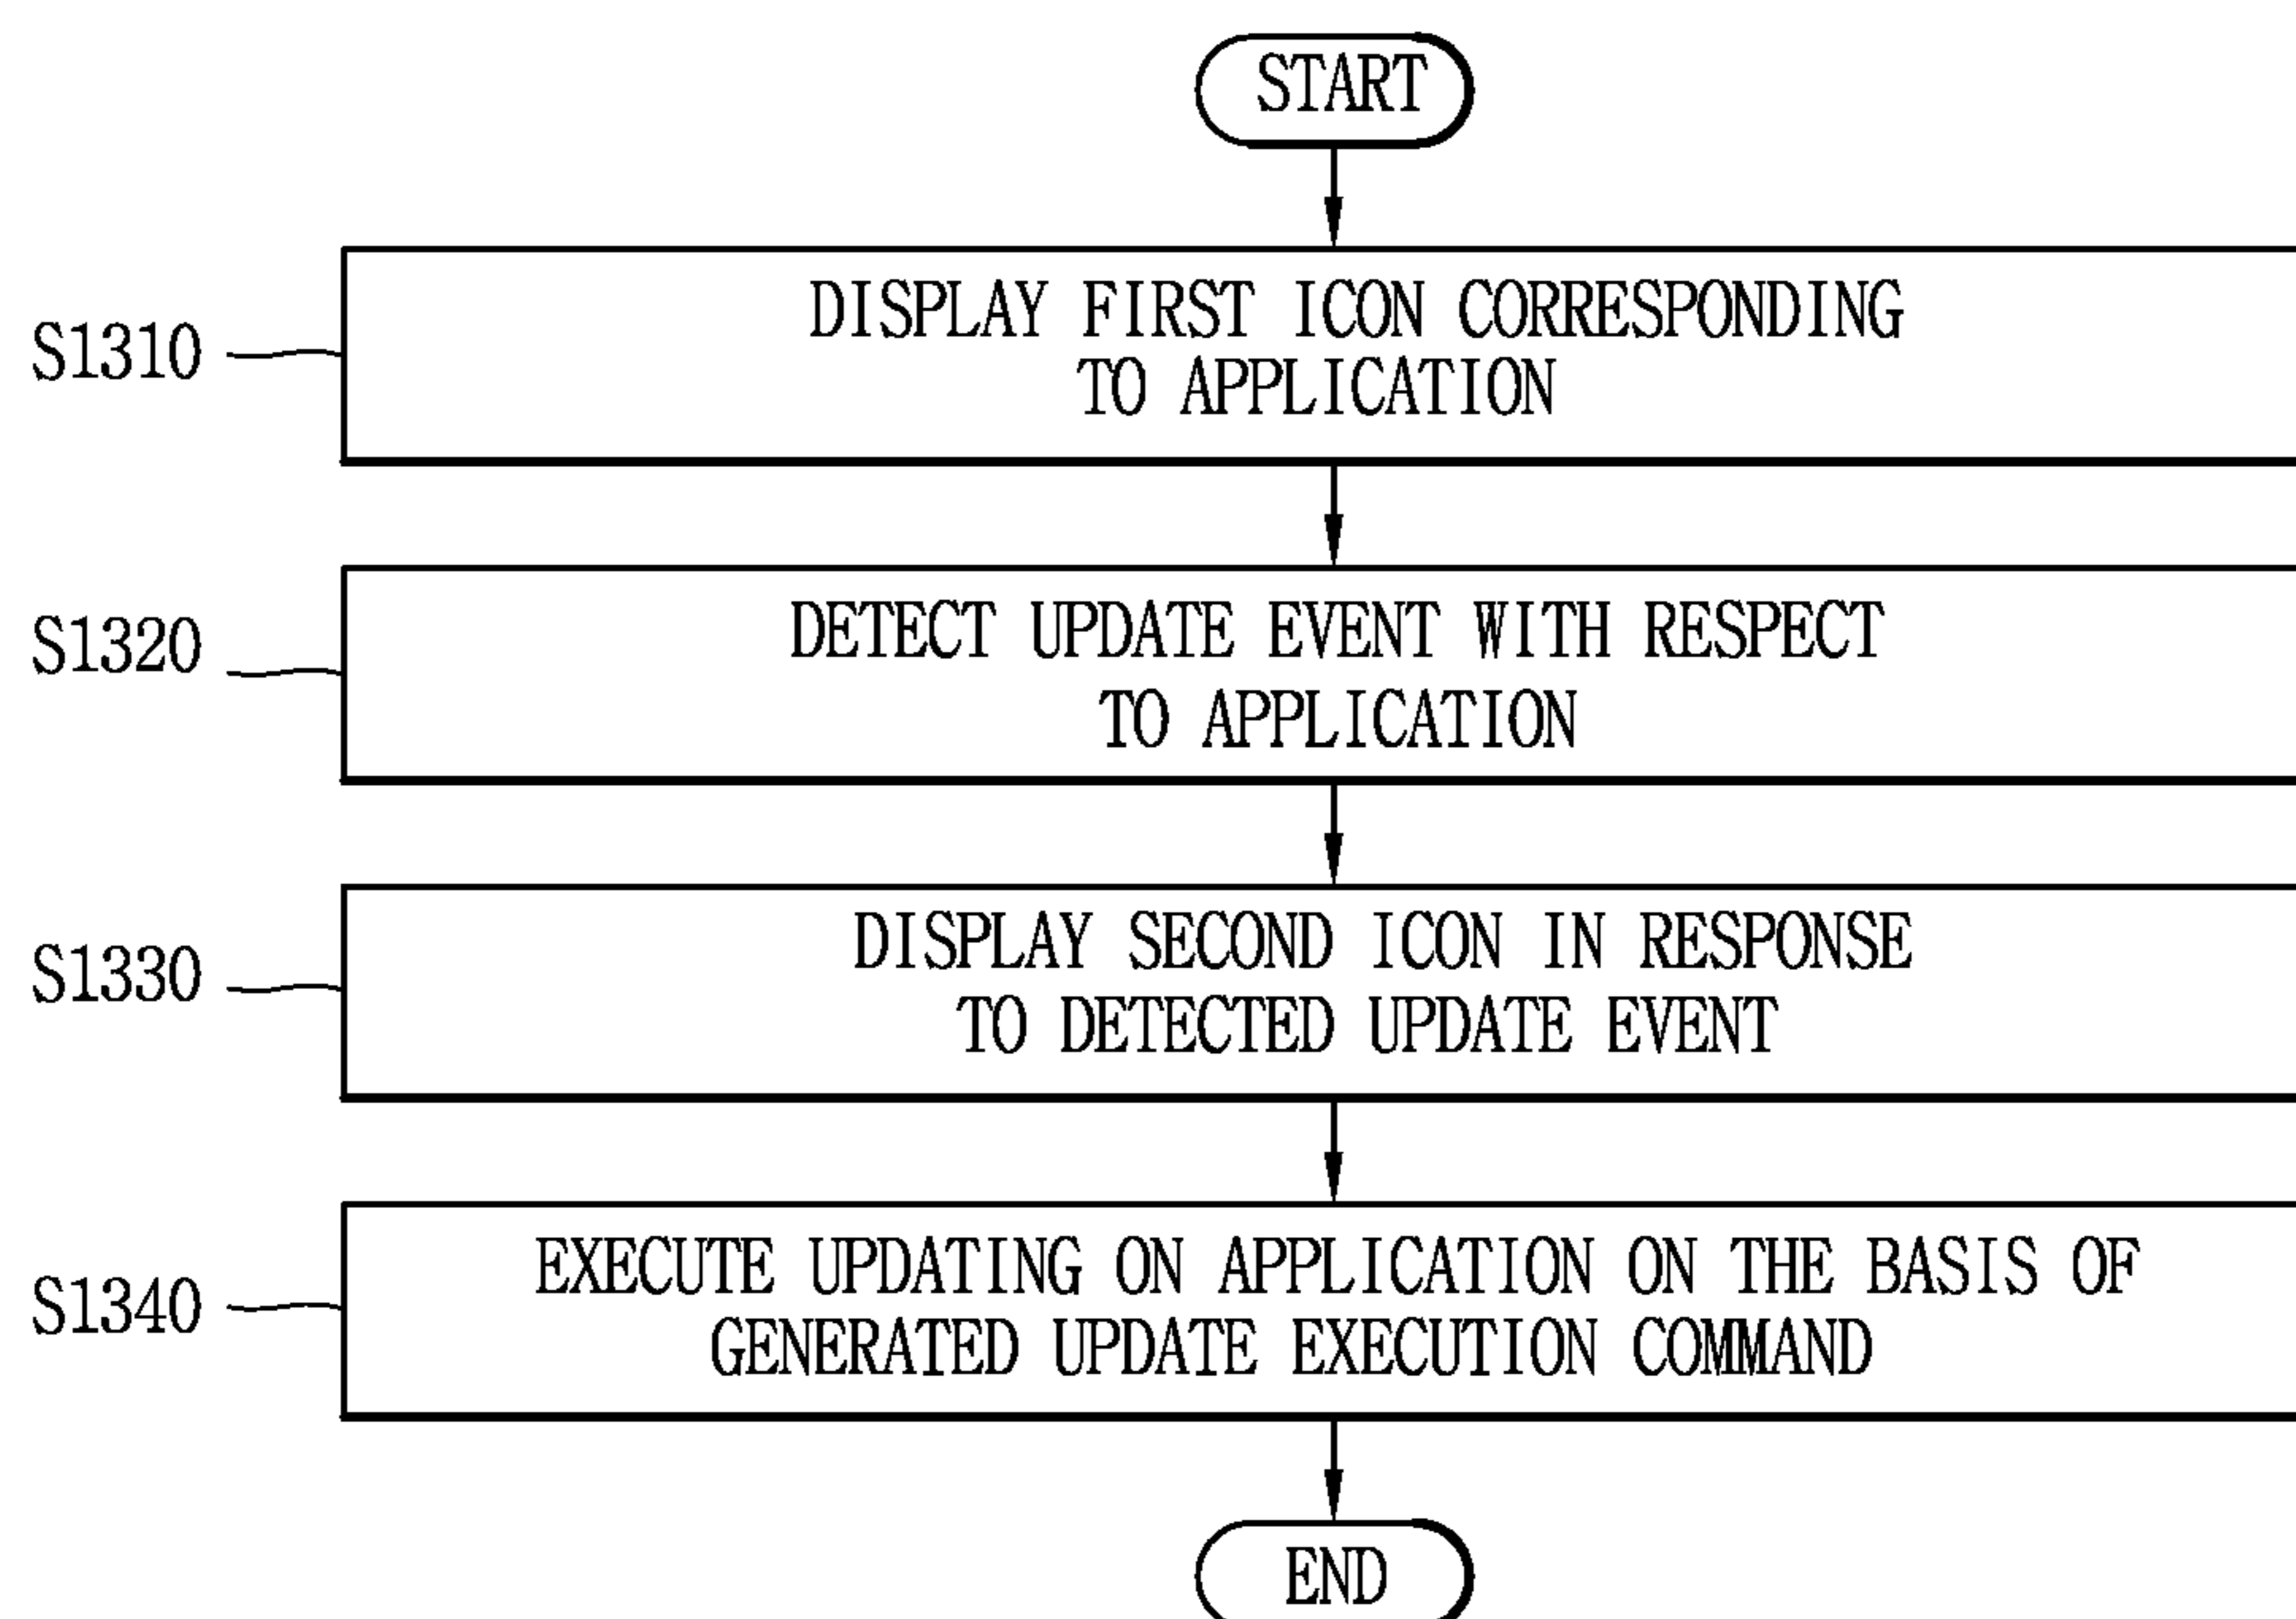 START
S1310
DISPLAY FIRST ICON CORRESPONDING
TO APPLICATION
S1320
DETECT UPDATE EVENT WITH RESPECT
TO APPLICATION
S1330
DISPLAY SECOND ICON IN RESPONSE
TO DETECTED UPDATE EVENT
S1340
EXECUTE UPDATING ON APPLICATION ON THE BASIS OF
GENERATED UPDATE EXECUTION COMMAND
END